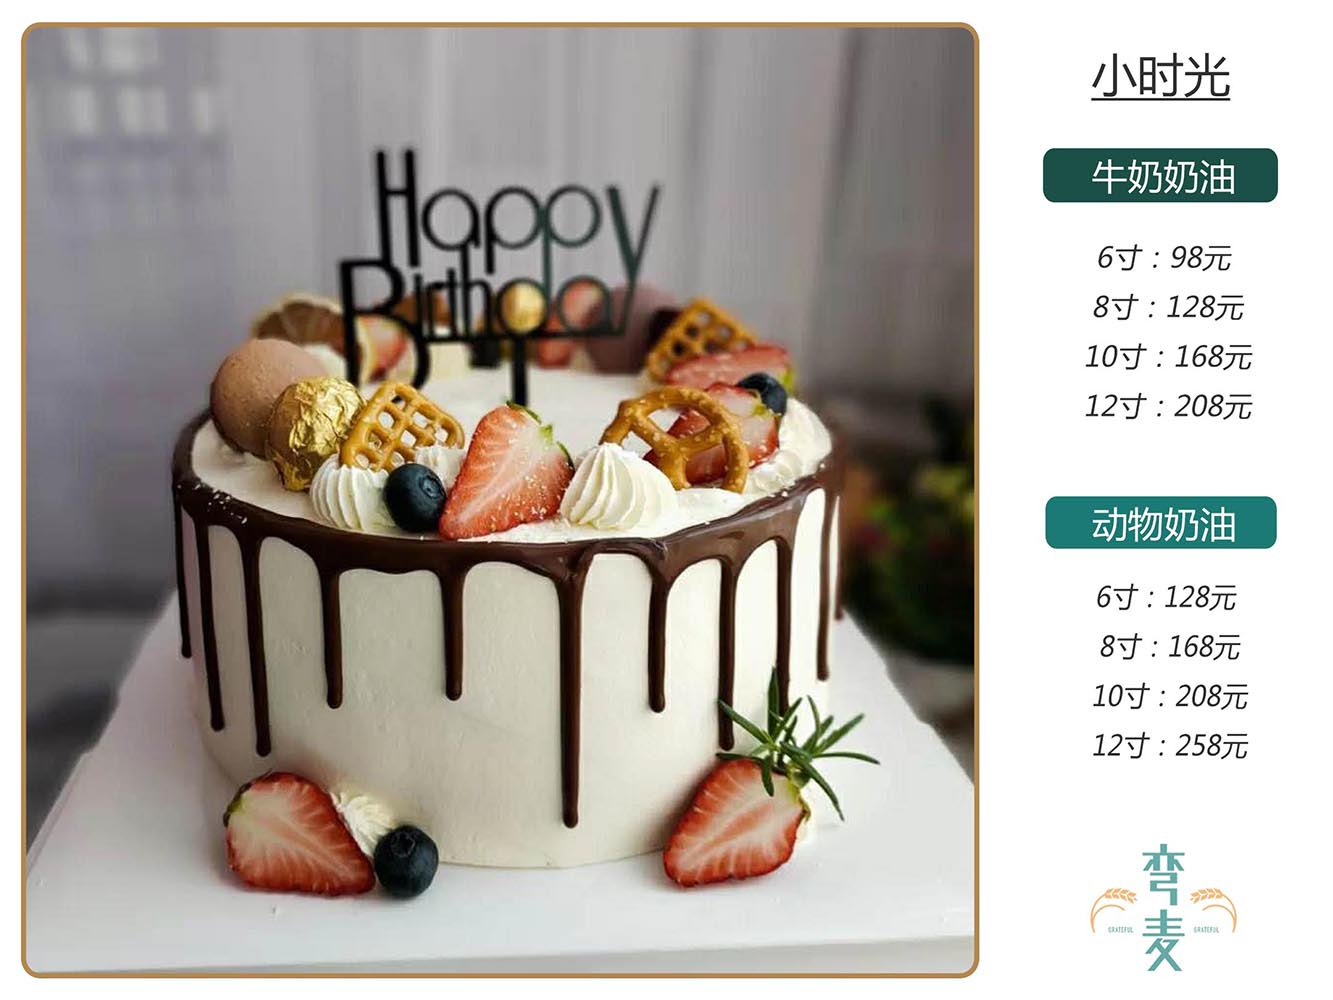 Happy
Birthday
小时光
牛奶奶油
6寸：98元
8寸：128元
10寸：168元
12寸：208元
动物奶油
6寸：128元
8寸：168元
10寸：208元
12寸：258元
弯麦
GRATEFUL GRATEFUL